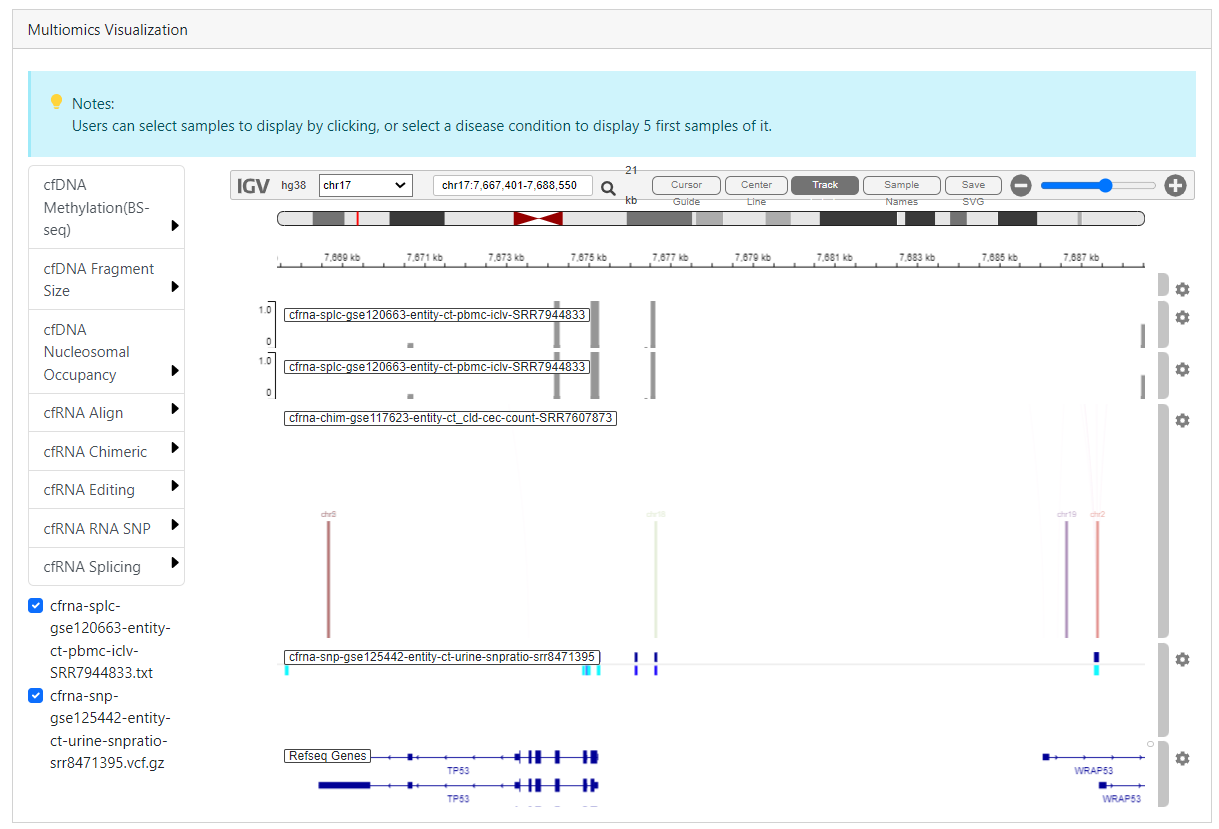 Multiomics Visualization
Notes:
Users can select samples to display by clicking, or select a disease condition to display 5 first samples of it.
cfDNA
Methylation(BS-
seq)
cfDNA Fragment
Size
cfDNA
Nucleosomal
Occupancy
cfRNA Align
cfRNA Chimeric
cfRNA Editing
cfRNA RNA SNP
cfRNA Splicing
cfrna-splc-
gse120663-entity-
ct-pbmc-iclv-
SRR7944833.txt
cfrna-snp-
gse125442-entity-
ct-urine-snpratio-
srr8471395.vcf.gz
IGV hg38 chr17 chr17:7,667,401-7,688,550
21
kb
Cursor
Guide
Center
Line
Track
Sample
Names
Save
SVG
7,669 kb 7,671 kb 7,673 kb 7,675 kb 7,677 kb 7,679 kb 7,681 kb 7,683 kb 7,685 kb 7,687 kb
1.0
cfrna-splc-gse120663-entity-ct-pbmc-iclv-SRR7944833
0
1.0
cfrna-splc-gse120663-entity-ct-pbmc-iclv-SRR7944833
0
cfrna-chim-gse117623-entity-ct_cld-cec-count-SRR7607873
chr19 chr2
cfrna-snp-gse125442-entity-ct-urine-snpratio-srr8471395
Refseq Genes
TP53 WRAP53
TP53 WRAP53